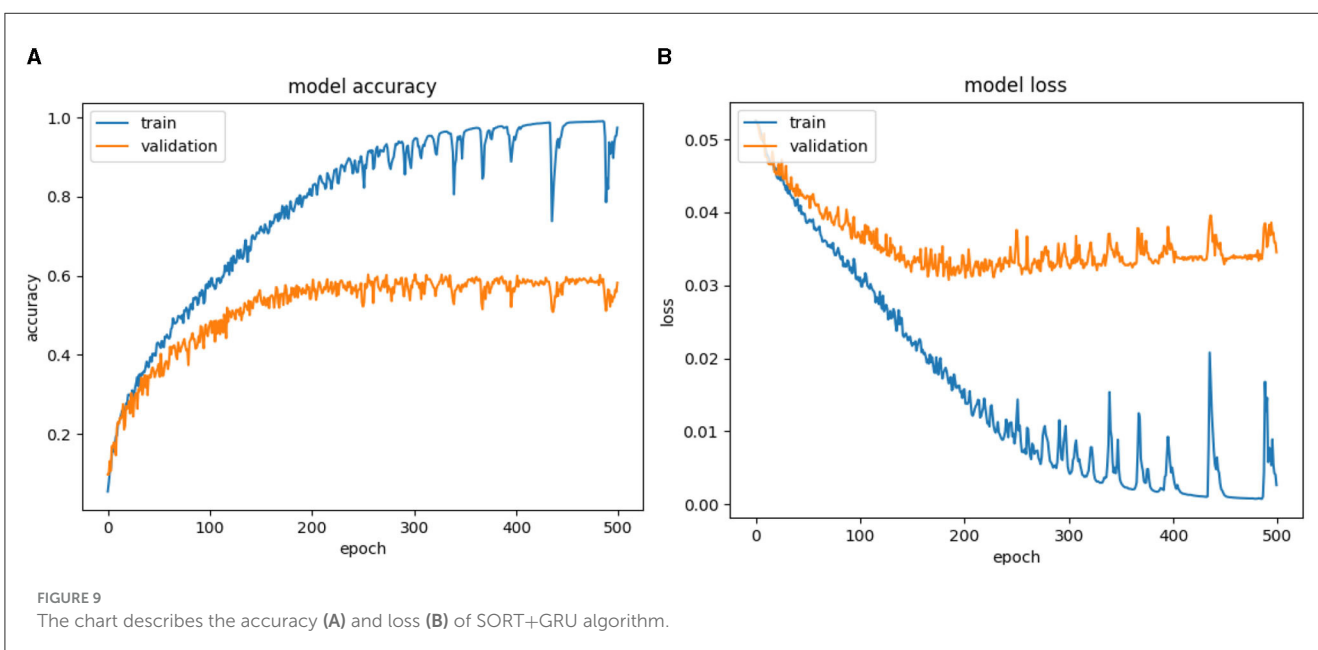 A
model accuracy
train
validation
1.0
0.8
0.6
0.4
0.2
accuracy
0 100 200 300 400 500
epoch
B
model loss
train
validation
0.05
0.04
0.03
0.02
0.01
0.00
loss
0 100 200 300 400 500
epoch
FIGURE 9
The chart describes the accuracy (A) and loss (B) of SORT+GRU algorithm.